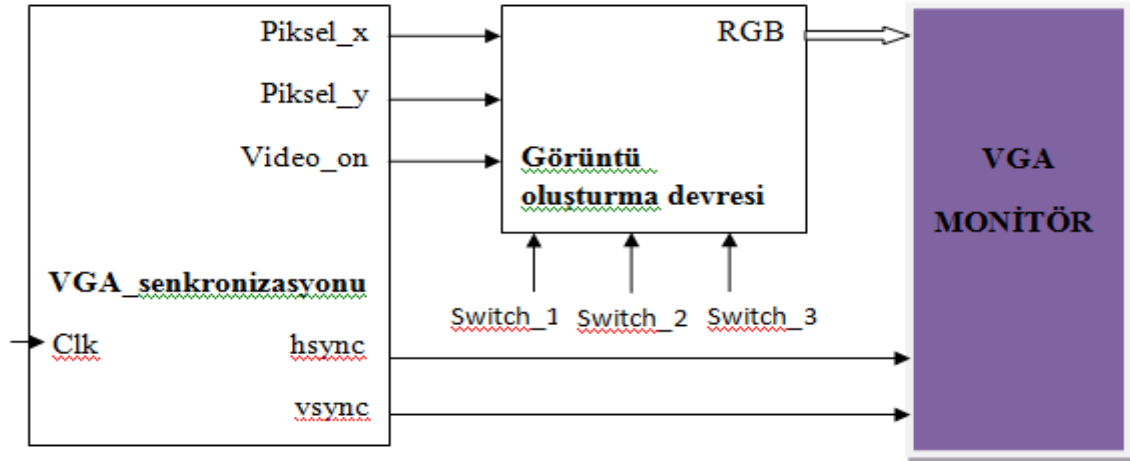 Piksel_x
Piksel_y
Video_on
VGA_senkronizasyonu
Clk
hsync
vsync
RGB
Görüntü
oluşturma devresi
Switch_1 Switch_2 Switch_3
VGA
MONİTÖR